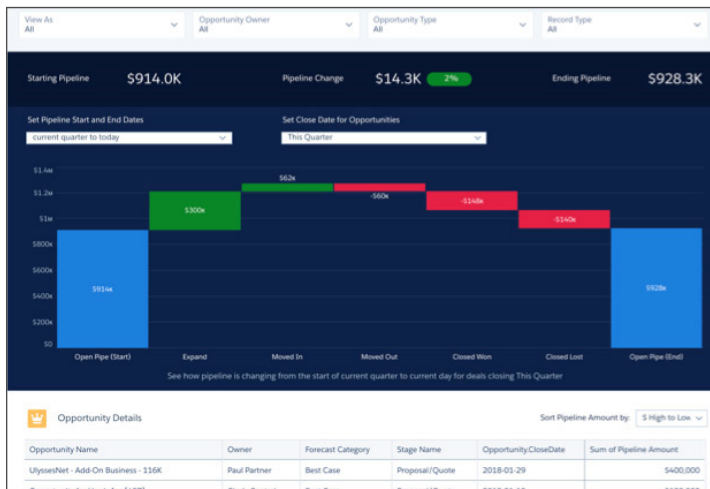 View As Opportunity Owner Opportunity Type Record Type
All All All All
Starting Pipeline $914.0K Pipeline Change $14.3K 2% Ending Pipeline $928.3K
Set Pipeline Start and End Dates Set Close Date for Opportunities
current quarter to today This Quarter
$1.4M
$1.2M
$1M
$800K
$600K
$400K
$200K
$0
$914K
$300K
$62K
-$60K
-$148K
-$140K
$928K
Open Pipe (Start) Expand Moved In Moved Out Closed Won Closed Lost Open Pipe (End)
See how pipeline is changing from the start of current quarter to current day for deals closing This Quarter
Opportunity Details Sort Pipeline Amount by: $ High to Low
Opportunity Name Owner Forecast Category Stage Name Opportunity.CloseDate Sum of Pipeline Amount
UlyssesNet - Add-On Business - 116K Paul Partner Best Case Proposal/Quote 2018-01-29 $400,000